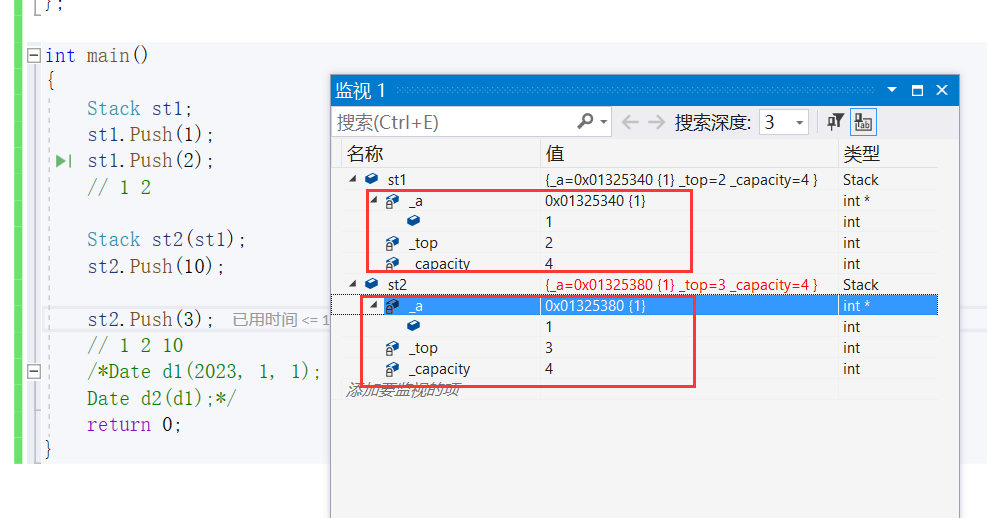 };
int main()
{
Stack st1;
st1.Push(1);
st1.Push(2);
// 1 2
Stack st2(st1);
st2.Push(10);
st2.Push(3); 已用时间 <= 1
// 1 2 10
/*Date d1(2023, 1, 1);
Date d2(d1);*/
return 0;
}
监视 1
搜索(Ctrl+E) 搜索深度: 3
名称 值 类型
st1 {_a=0x01325340 {1} _top=2 _capacity=4 } Stack
_a 0x01325340 {1} int *
1 int
_top 2 int
_capacity 4 int
st2 {_a=0x01325380 {1} _top=3 _capacity=4 } Stack
_a 0x01325380 {1} int *
1 int
_top 3 int
_capacity 4 int
添加要监视的项